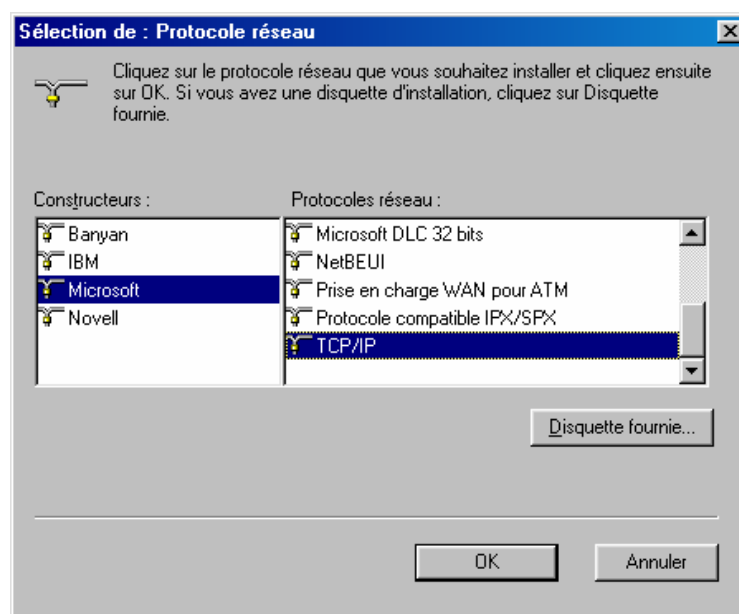 Sélection de : Protocole réseau
Cliquez sur le protocole réseau que vous souhaitez installer et cliquez ensuite
sur OK. Si vous avez une disquette d'installation, cliquez sur Disquette
fournie.
Constructeurs :
Protocoles réseau :
Banyan
IBM
Microsoft
Novell
Microsoft DLC 32 bits
NetBEUI
Prise en charge WAN pour ATM
Protocole compatible IPX/SPX
TCP/IP
Disquette fournie...
OK
Annuler